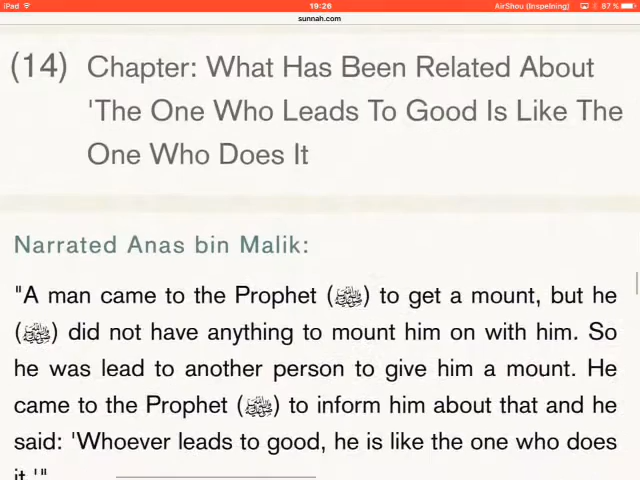 iPad 19:26 AirShou (Inspelning) 87 %
sunnah.com
(14) Chapter: What Has Been Related About
'The One Who Leads To Good Is Like The
One Who Does It
Narrated Anas bin Malik:
"A man came to the Prophet (ﷺ) to get a mount, but he
(ﷺ) did not have anything to mount him on with him. So
he was lead to another person to give him a mount. He
came to the Prophet (ﷺ) to inform him about that and he
said: 'Whoever leads to good, he is like the one who does
it.'"